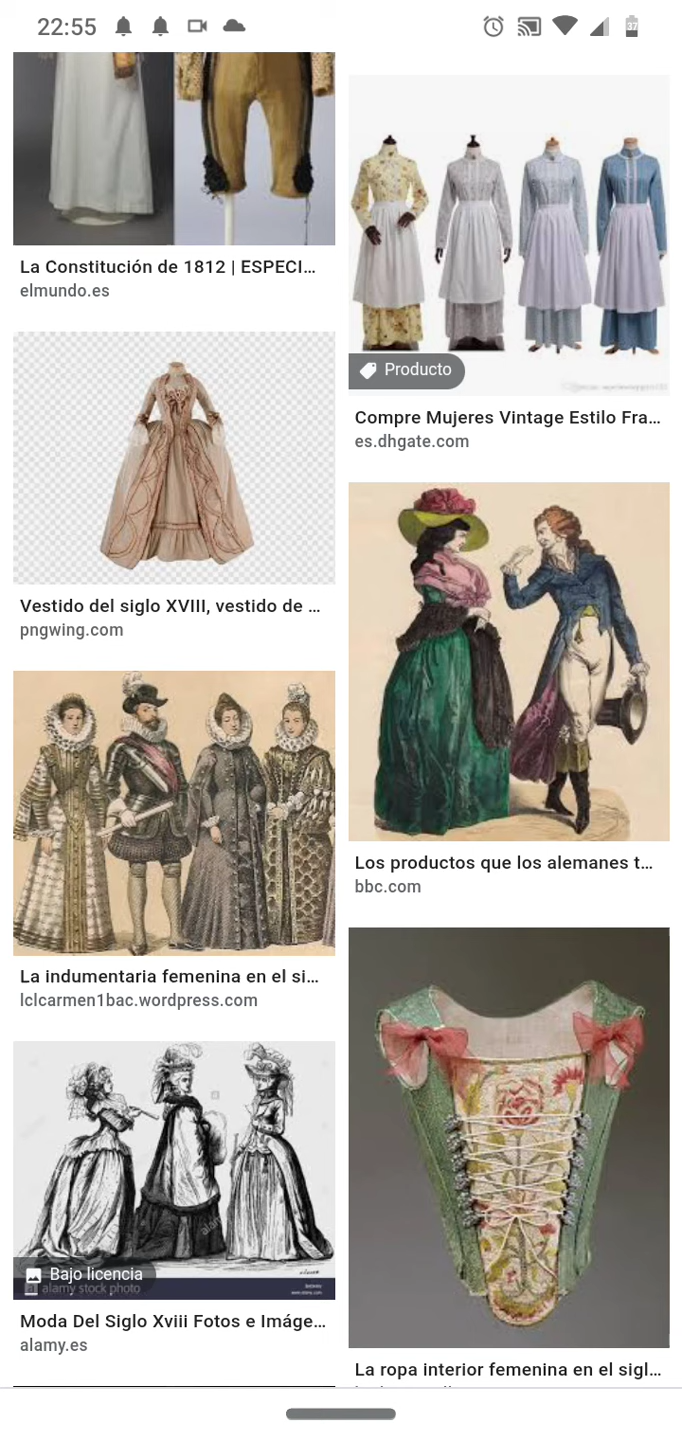 22:55
37
La Constitución de 1812 | ESPECI...
elmundo.es
Producto
Compre Mujeres Vintage Estilo Fra...
es.dhgate.com
Vestido del siglo XVIII, vestido de ...
pngwing.com
Los productos que los alemanes t...
bbc.com
La indumentaria femenina en el si...
lclcarmen1bac.wordpress.com
Bajo licencia
alamy stock photo
Moda Del Siglo Xviii Fotos e Imáge...
alamy.es
La ropa interior femenina en el sigl...